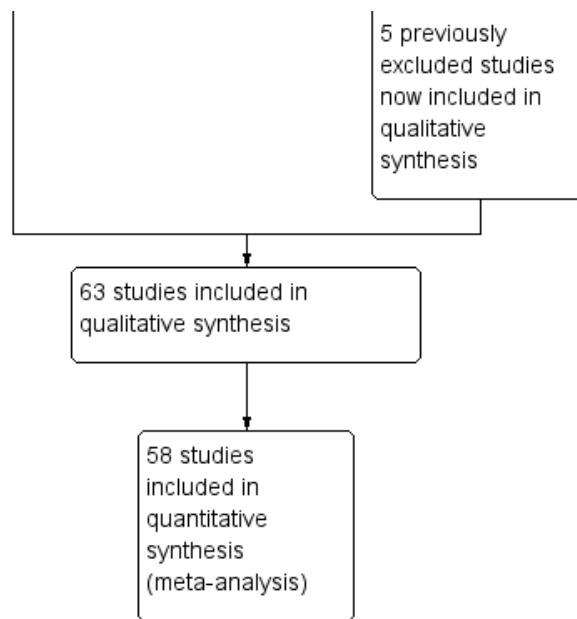 5 previously
excluded studies
now included in
qualitative
synthesis
63 studies included in
qualitative synthesis
58 studies
included in
quantitative
synthesis
(meta-analysis)